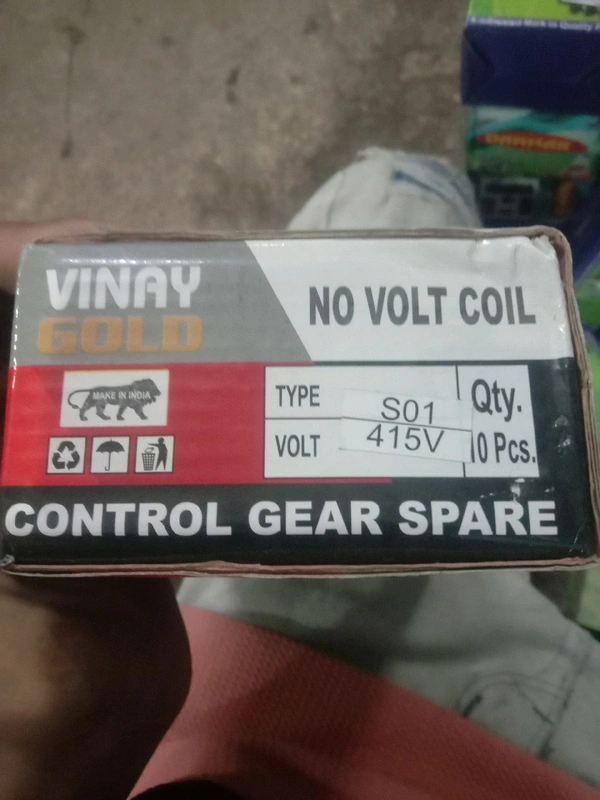 VINAY
GOLD
NO VOLT COIL
MAKE IN INDIA
TYPE
S01
Qty.
VOLT
415V
10 Pcs.
CONTROL GEAR SPARE